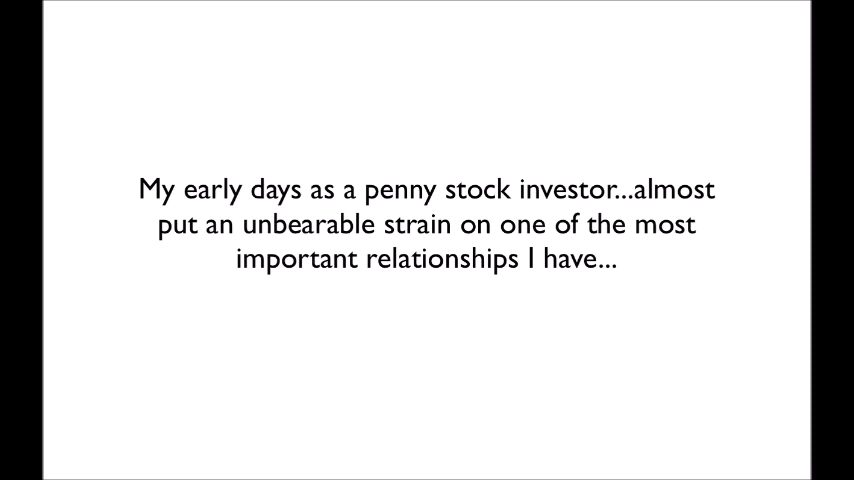 My early days as a penny stock investor...almost
put an unbearable strain on one of the most
important relationships I have...